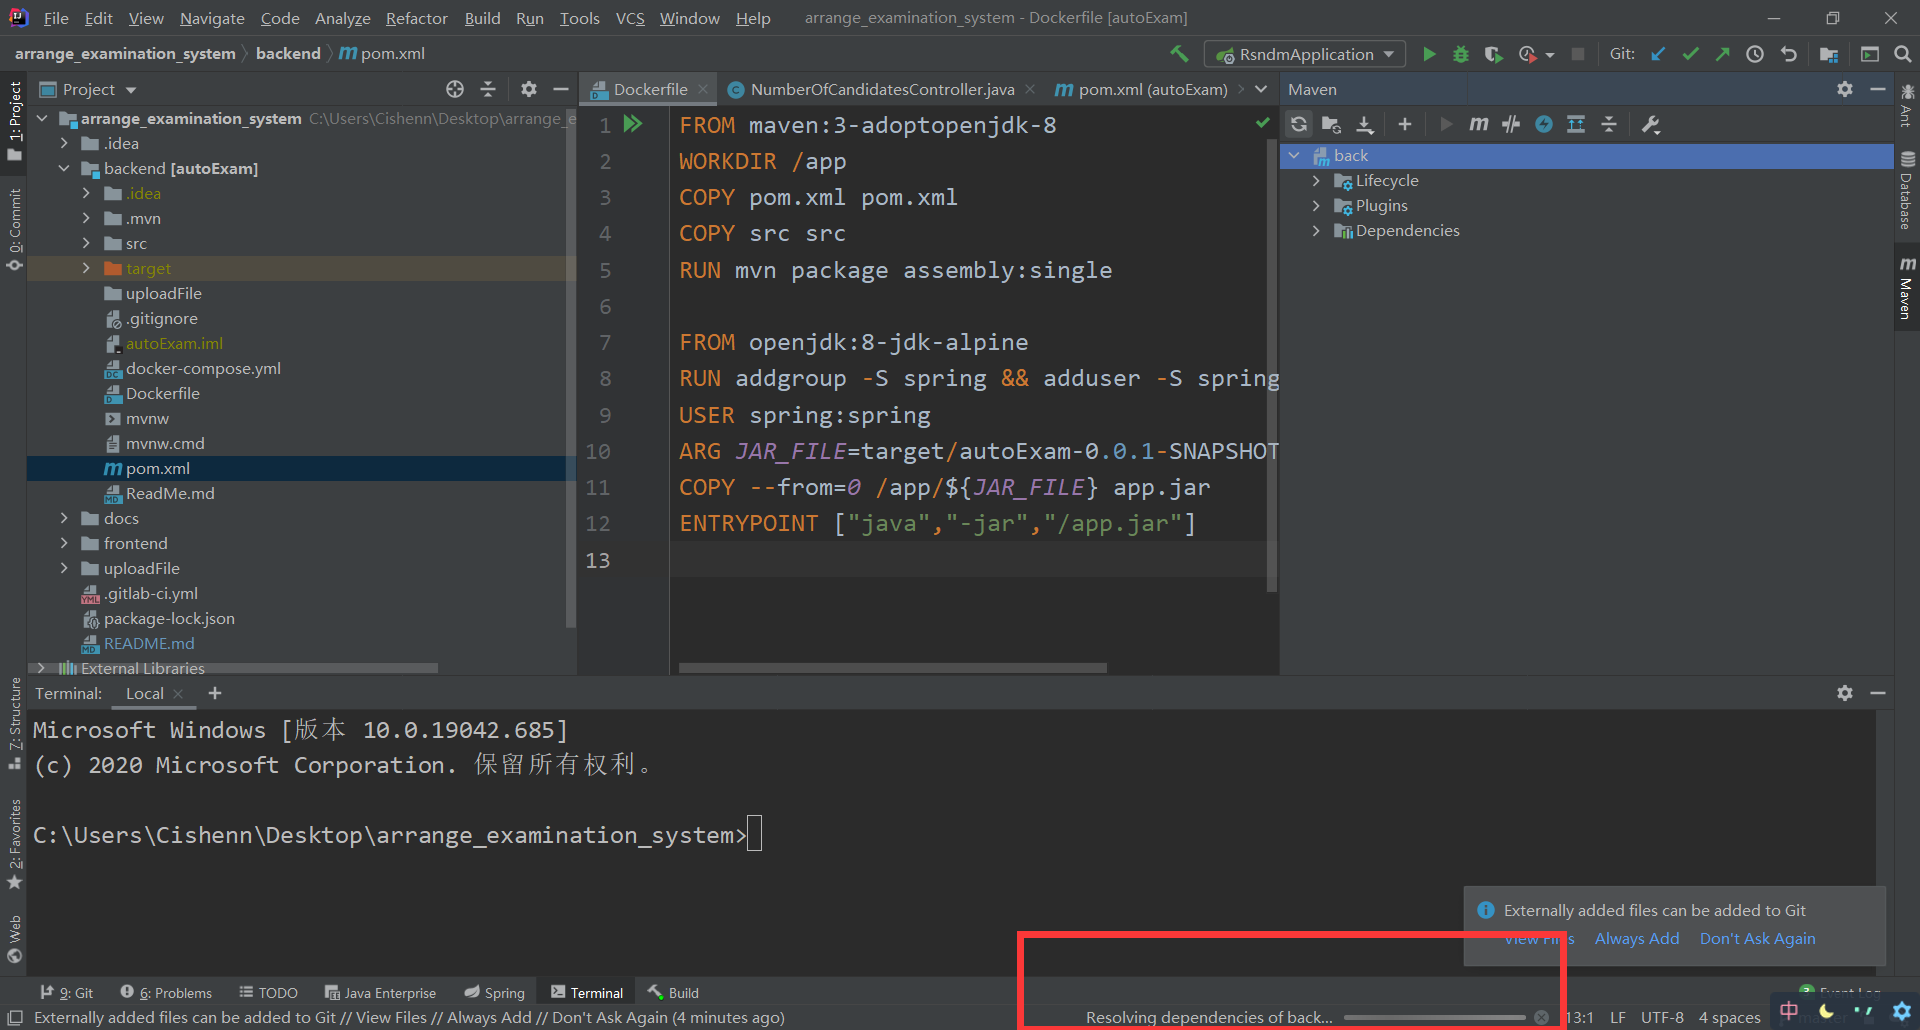 File Edit View Navigate Code Analyze Refactor Build Run Tools VCS Window Help arrange_examination_system - Dockerfile [autoExam]
arrange_examination_system backend pom.xml RsndmApplication Git:
1: Project
0: Commit
7: Structure
2: Favorites
Web
Project
arrange_examination_system C:\Users\Cishenn\Desktop\arrange_e
.idea
backend [autoExam]
.idea
.mvn
src
target
uploadFile
.gitignore
autoExam.iml
docker-compose.yml
Dockerfile
mvnw
mvnw.cmd
pom.xml
ReadMe.md
docs
frontend
uploadFile
.gitlab-ci.yml
package-lock.json
README.md
External Libraries
Dockerfile NumberOfCandidatesController.java pom.xml (autoExam)
1 FROM maven:3-adoptopenjdk-8
2 WORKDIR /app
3 COPY pom.xml pom.xml
4 COPY src src
5 RUN mvn package assembly:single
6
7 FROM openjdk:8-jdk-alpine
8 RUN addgroup -S spring && adduser -S spring
9 USER spring:spring
10 ARG JAR_FILE=target/autoExam-0.0.1-SNAPSHOT
11 COPY --from=0 /app/${JAR_FILE} app.jar
12 ENTRYPOINT ["java","-jar","/app.jar"]
13
Maven
back
Lifecycle
Plugins
Dependencies
Ant
Database
Maven
Terminal: Local
Microsoft Windows [版本 10.0.19042.685]
(c) 2020 Microsoft Corporation. 保留所有权利。
C:\Users\Cishenn\Desktop\arrange_examination_system>
Externally added files can be added to Git
View Files Always Add Don't Ask Again
9: Git 6: Problems TODO Java Enterprise Spring Terminal Build Event Log
Externally added files can be added to Git // View Files // Always Add // Don't Ask Again (4 minutes ago) Resolving dependencies of back... 13:1 LF UTF-8 4 spaces
中